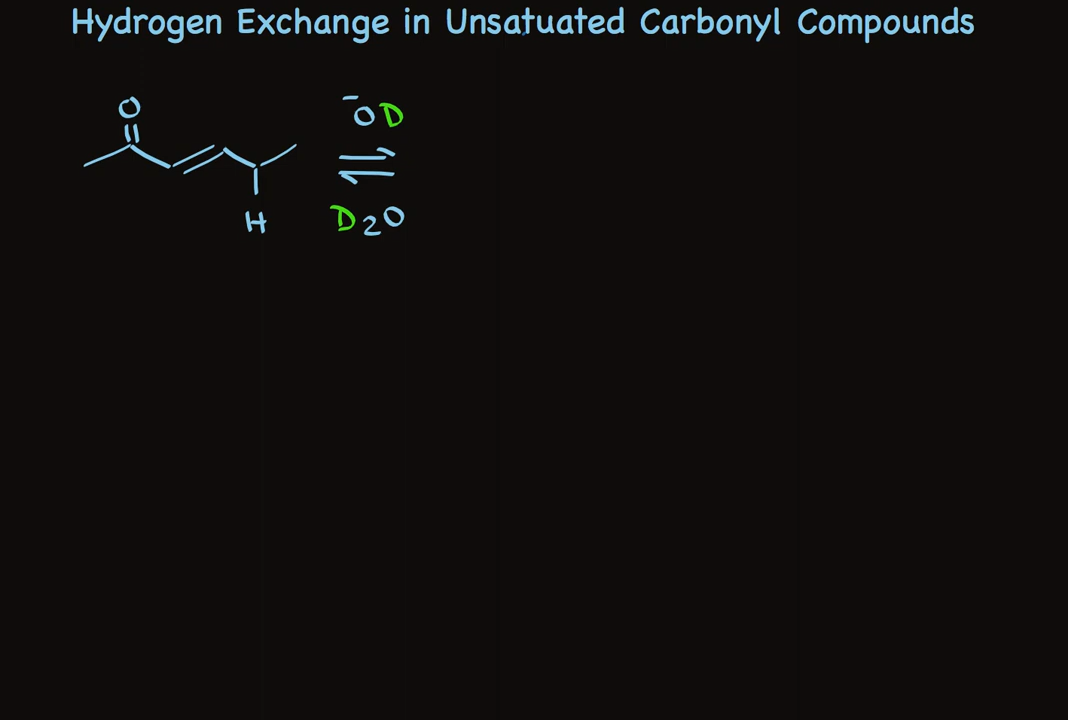 Hydrogen Exchange in Unsatuated Carbonyl Compounds
O
-OD
H
D2O